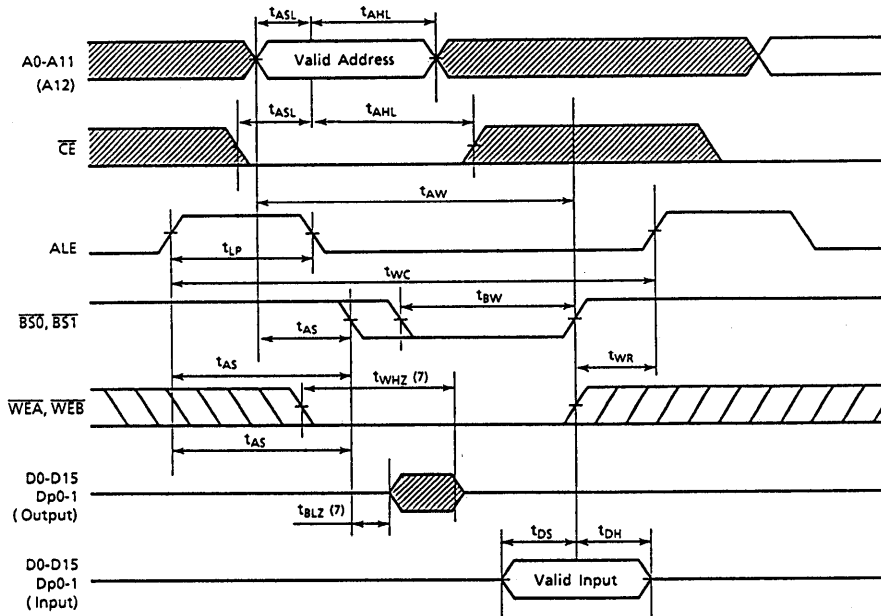 tASL tAHL
A0-A11 Valid Address
(A12)
tASL tAHL
CE
tAW
ALE
tLP
tWC
BS0, BS1
tBW
tAS
tAS
tWR
tWHZ (7)
WEA, WEB
tAS
D0-D15
Dp0-1
(Output)
tBLZ (7)
tDS tDH
D0-D15
Dp0-1 Valid Input
(Input)